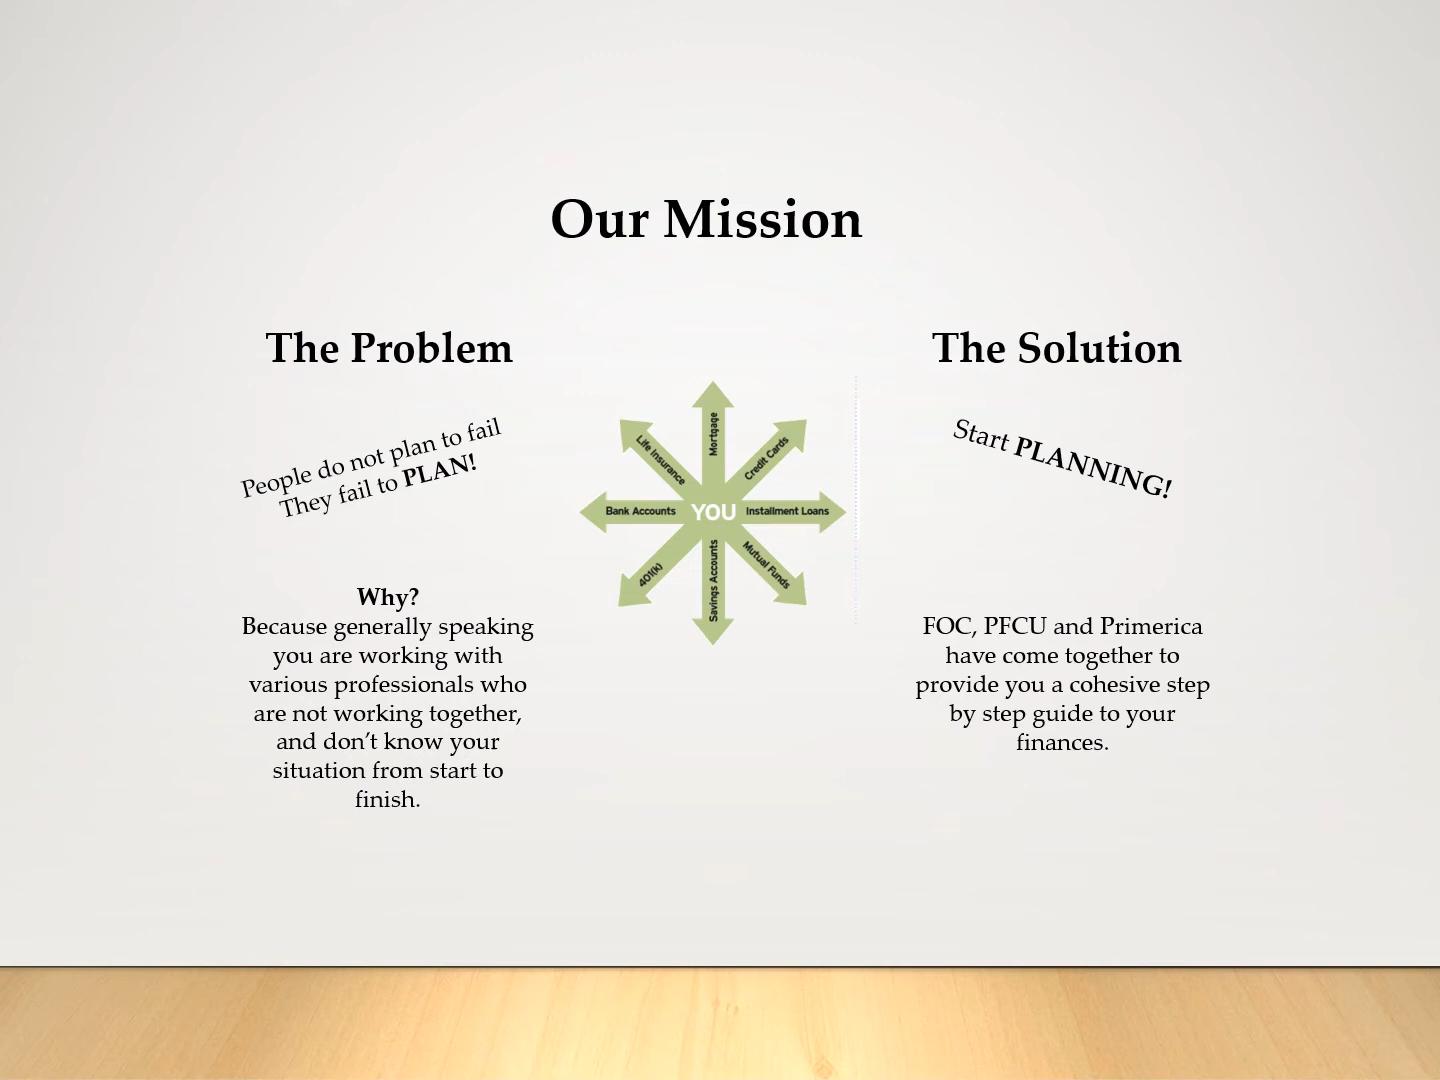 Our Mission
The Problem
People do not plan to fail
They fail to PLAN!
Why?
Because generally speaking
you are working with
various professionals who
are not working together,
and don’t know your
situation from start to
finish.
Mortgage
Credit Cards
Installment Loans
Mutual Funds
Savings Accounts
401(k)
Bank Accounts
Life Insurance
YOU
The Solution
Start PLANNING!
FOC, PFCU and Primerica
have come together to
provide you a cohesive step
by step guide to your
finances.